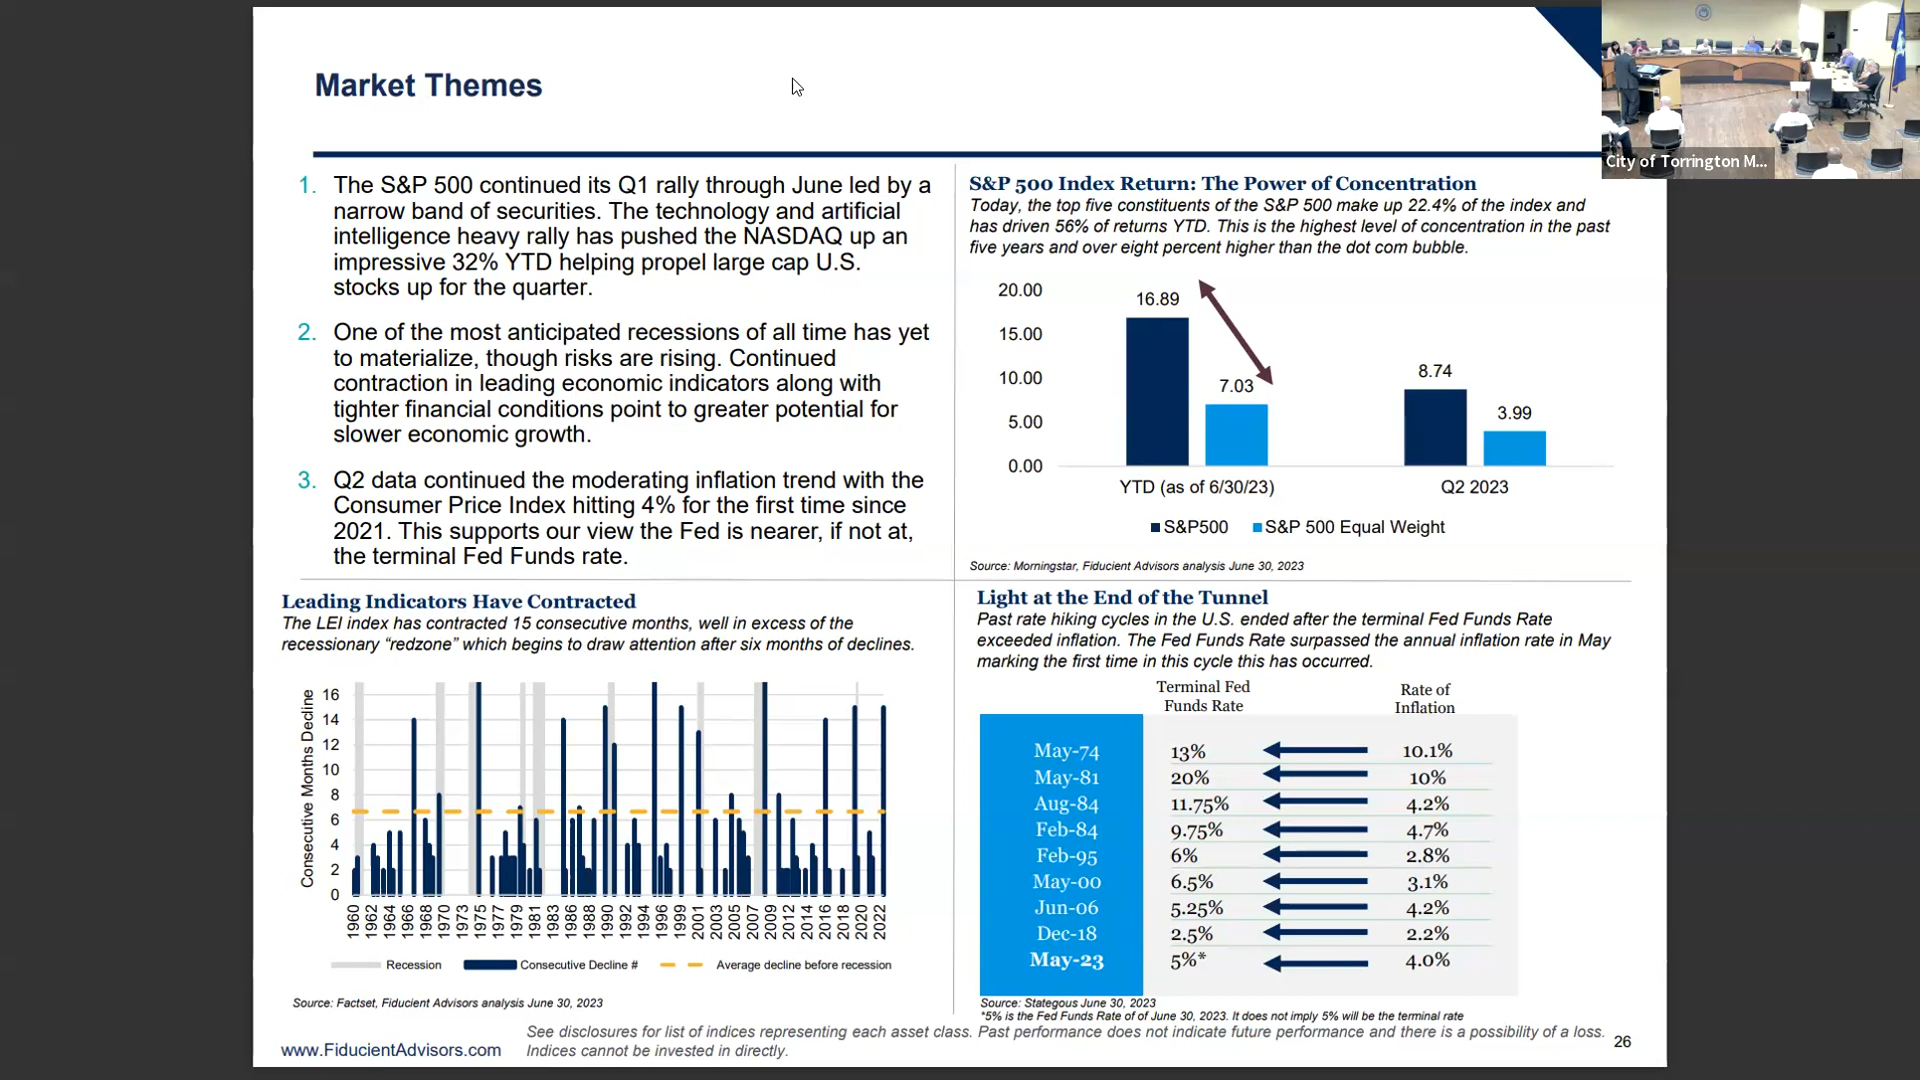 Market Themes
City of Torrington M...
1. The S&P 500 continued its Q1 rally through June led by a
narrow band of securities. The technology and artificial
intelligence heavy rally has pushed the NASDAQ up an
impressive 32% YTD helping propel large cap U.S.
stocks up for the quarter.
2. One of the most anticipated recessions of all time has yet
to materialize, though risks are rising. Continued
contraction in leading economic indicators along with
tighter financial conditions point to greater potential for
slower economic growth.
3. Q2 data continued the moderating inflation trend with the
Consumer Price Index hitting 4% for the first time since
2021. This supports our view the Fed is nearer, if not at,
the terminal Fed Funds rate.
S&P 500 Index Return: The Power of Concentration
Today, the top five constituents of the S&P 500 make up 22.4% of the index and
has driven 56% of returns YTD. This is the highest level of concentration in the past
five years and over eight percent higher than the dot com bubble.
20.00
15.00
10.00
5.00
0.00
16.89
7.03
8.74
3.99
YTD (as of 6/30/23)
Q2 2023
S&P500
S&P 500 Equal Weight
Source: Morningstar, Fiducient Advisors analysis June 30, 2023
Leading Indicators Have Contracted
The LEI index has contracted 15 consecutive months, well in excess of the
recessionary “redzone” which begins to draw attention after six months of declines.
Consecutive Months Decline
16
14
12
10
8
6
4
2
0
1960
1962
1964
1966
1968
1970
1973
1975
1977
1979
1981
1983
1986
1988
1990
1992
1994
1996
1999
2001
2003
2005
2007
2009
2012
2014
2016
2018
2020
2022
Recession
Consecutive Decline #
Average decline before recession
Source: Factset, Fiducient Advisors analysis June 30, 2023
Light at the End of the Tunnel
Past rate hiking cycles in the U.S. ended after the terminal Fed Funds Rate
exceeded inflation. The Fed Funds Rate surpassed the annual inflation rate in May
marking the first time in this cycle this has occurred.
Terminal Fed
Funds Rate
Rate of
Inflation
May-74 13% 10.1%
May-81 20% 10%
Aug-84 11.75% 4.2%
Feb-84 9.75% 4.7%
Feb-95 6% 2.8%
May-00 6.5% 3.1%
Jun-06 5.25% 4.2%
Dec-18 2.5% 2.2%
May-23 5%* 4.0%
Source: Stategous June 30, 2023
*5% is the Fed Funds Rate of of June 30, 2023. It does not imply 5% will be the terminal rate
www.FiducientAdvisors.com
See disclosures for list of indices representing each asset class. Past performance does not indicate future performance and there is a possibility of a loss.
Indices cannot be invested in directly.
26